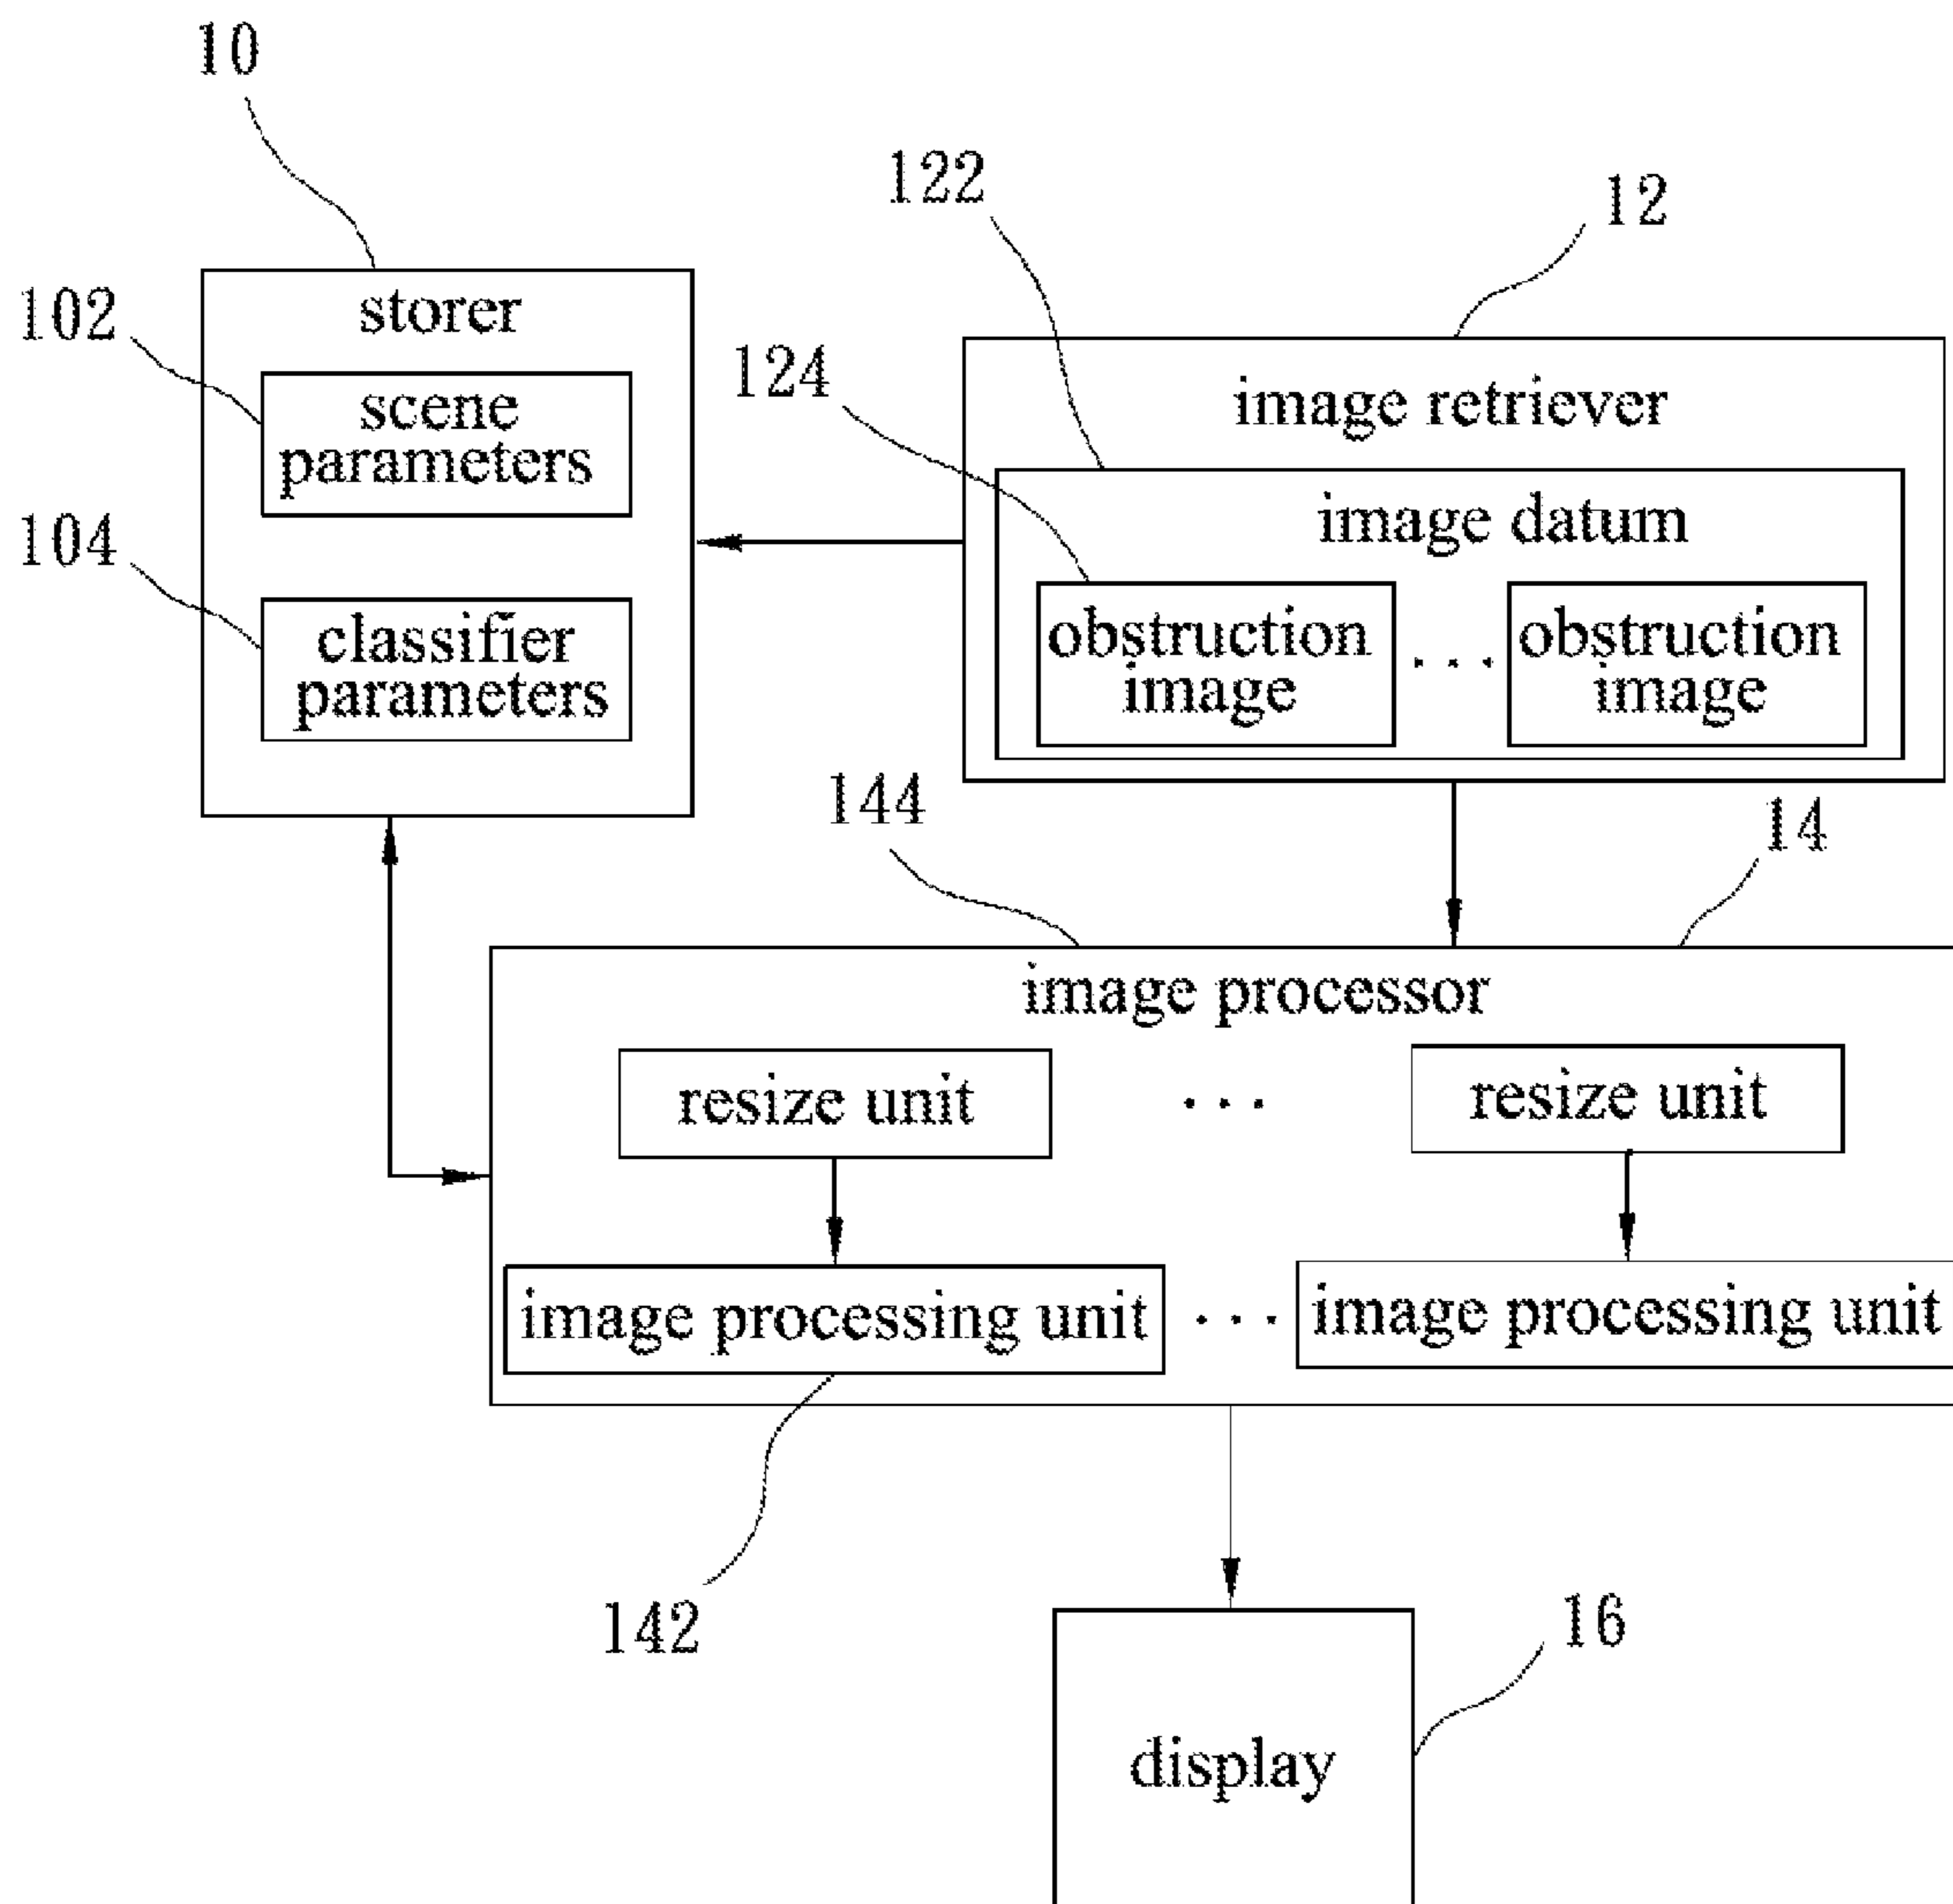 10
122
12
storer
102
scene
parameters
124
image retriever
image datum
104
classifier
parameters
obstruction
image
...
obstruction
image
144
14
image processor
resize unit
...
resize unit
image processing unit
...
image processing unit
142
16
display